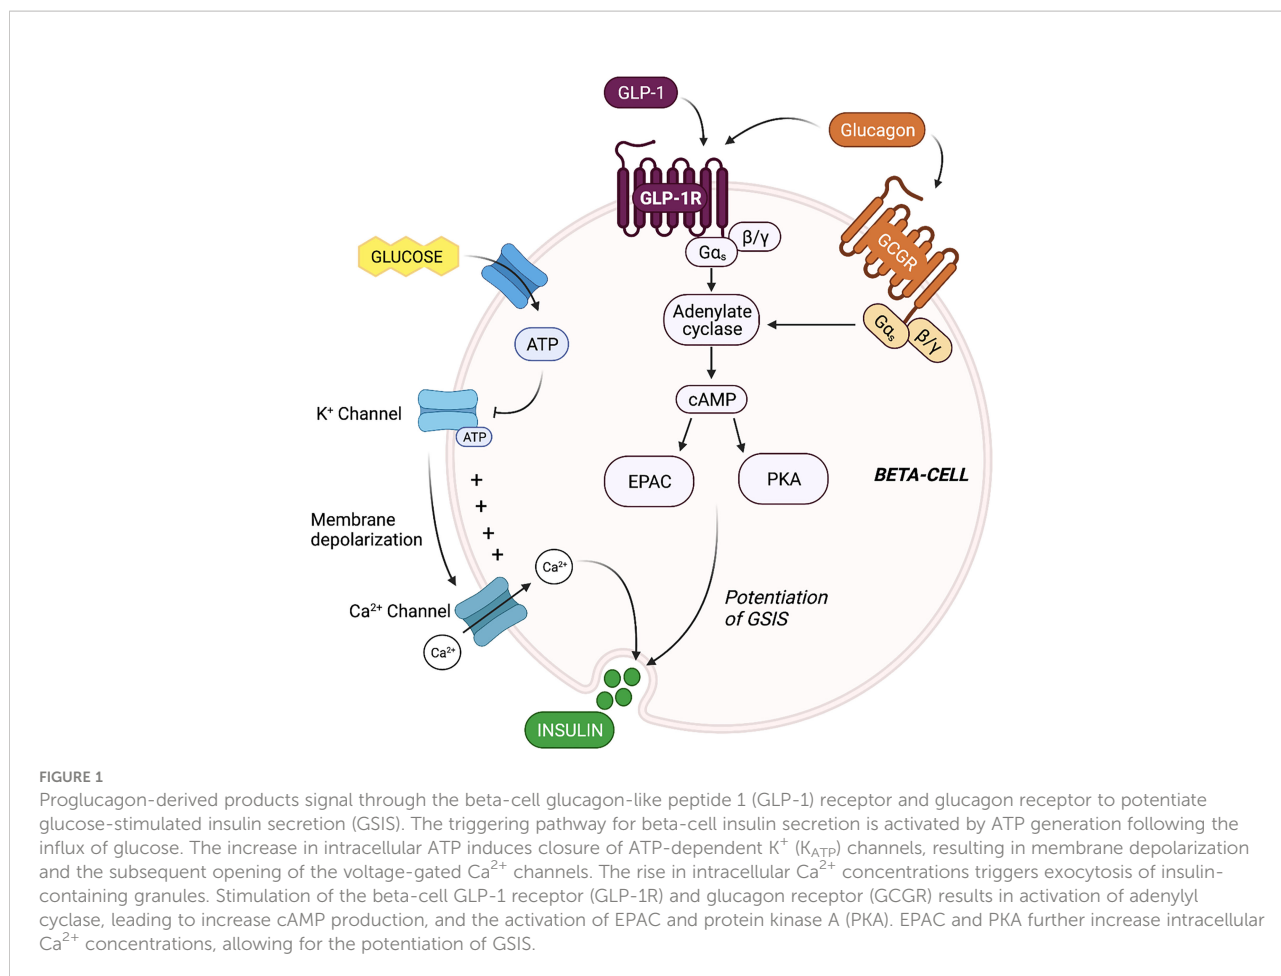 GLP-1
Glucagon
GLP-1R
GCGR
β/γ
Gαs
GLUCOSE
Adenylate
cyclase
Gαs
β/γ
ATP
cAMP
K⁺ Channel
ATP
EPAC
PKA
BETA-CELL
+
+
+
+
Membrane
depolarization
Ca²⁺
Potentiation
of GSIS
Ca²⁺ Channel
Ca²⁺
INSULIN
FIGURE 1
Proglucagon-derived products signal through the beta-cell glucagon-like peptide 1 (GLP-1) receptor and glucagon receptor to potentiate
glucose-stimulated insulin secretion (GSIS). The triggering pathway for beta-cell insulin secretion is activated by ATP generation following the
influx of glucose. The increase in intracellular ATP induces closure of ATP-dependent K⁺ (KATP) channels, resulting in membrane depolarization
and the subsequent opening of the voltage-gated Ca²⁺ channels. The rise in intracellular Ca²⁺ concentrations triggers exocytosis of insulin-
containing granules. Stimulation of the beta-cell GLP-1 receptor (GLP-1R) and glucagon receptor (GCGR) results in activation of adenylyl
cyclase, leading to increase cAMP production, and the activation of EPAC and protein kinase A (PKA). EPAC and PKA further increase intracellular
Ca²⁺ concentrations, allowing for the potentiation of GSIS.